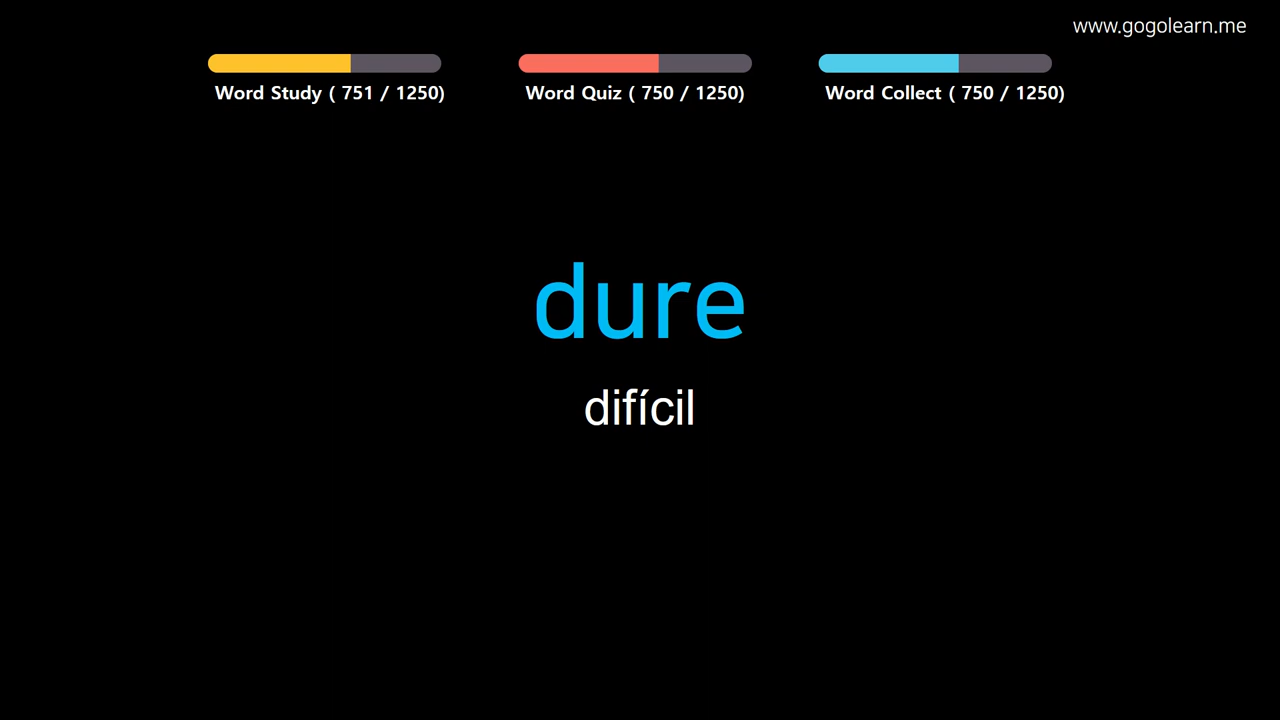 www.gogolearn.me
Word Study ( 751 / 1250)
Word Quiz ( 750 / 1250)
Word Collect ( 750 / 1250)
dure
difícil